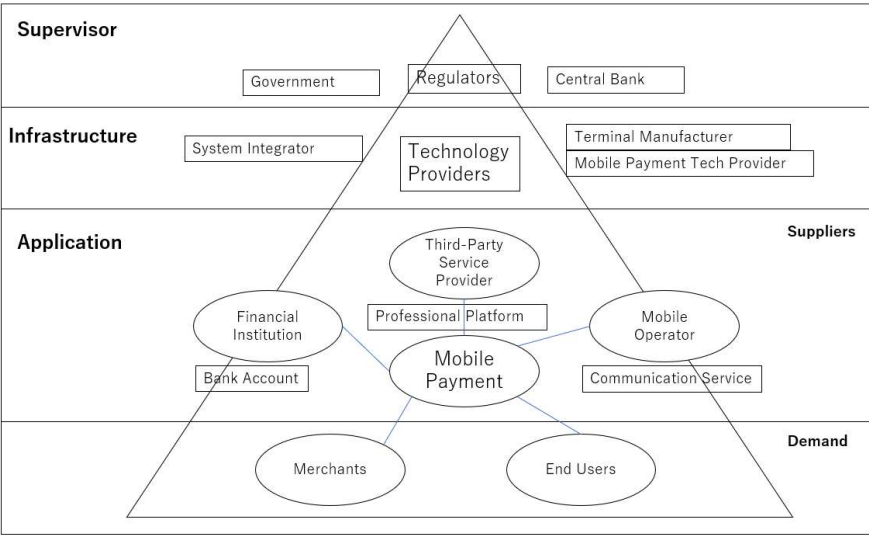 Supervisor
Government
Regulators
Central Bank
Infrastructure
System Integrator
Technology
Providers
Terminal Manufacturer
Mobile Payment Tech Provider
Application
Suppliers
Third-Party
Service
Provider
Financial
Institution
Professional Platform
Mobile
Operator
Mobile
Payment
Bank Account
Communication Service
Demand
Merchants
End Users